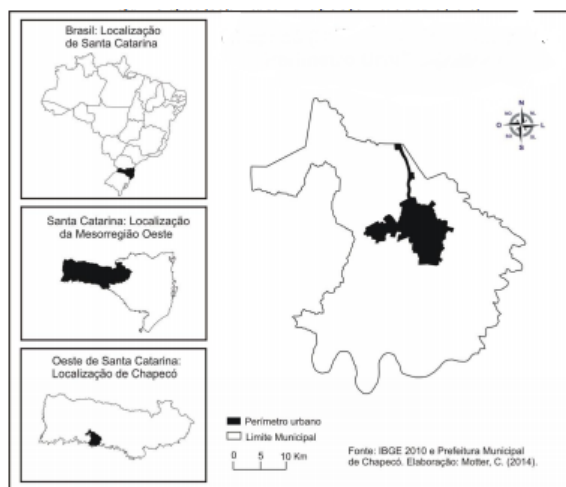 Brasil: Localização
de Santa Catarina
Santa Catarina: Localização
da Mesorregião Oeste
Oeste de Santa Catarina:
Localização de Chapecó
N
O
L
S
Perímetro urbano
Limite Municipal
0 5 10 Km
Fonte: IBGE 2010 e Prefeitura Municipal
de Chapecó. Elaboração: Motter, C. (2014).